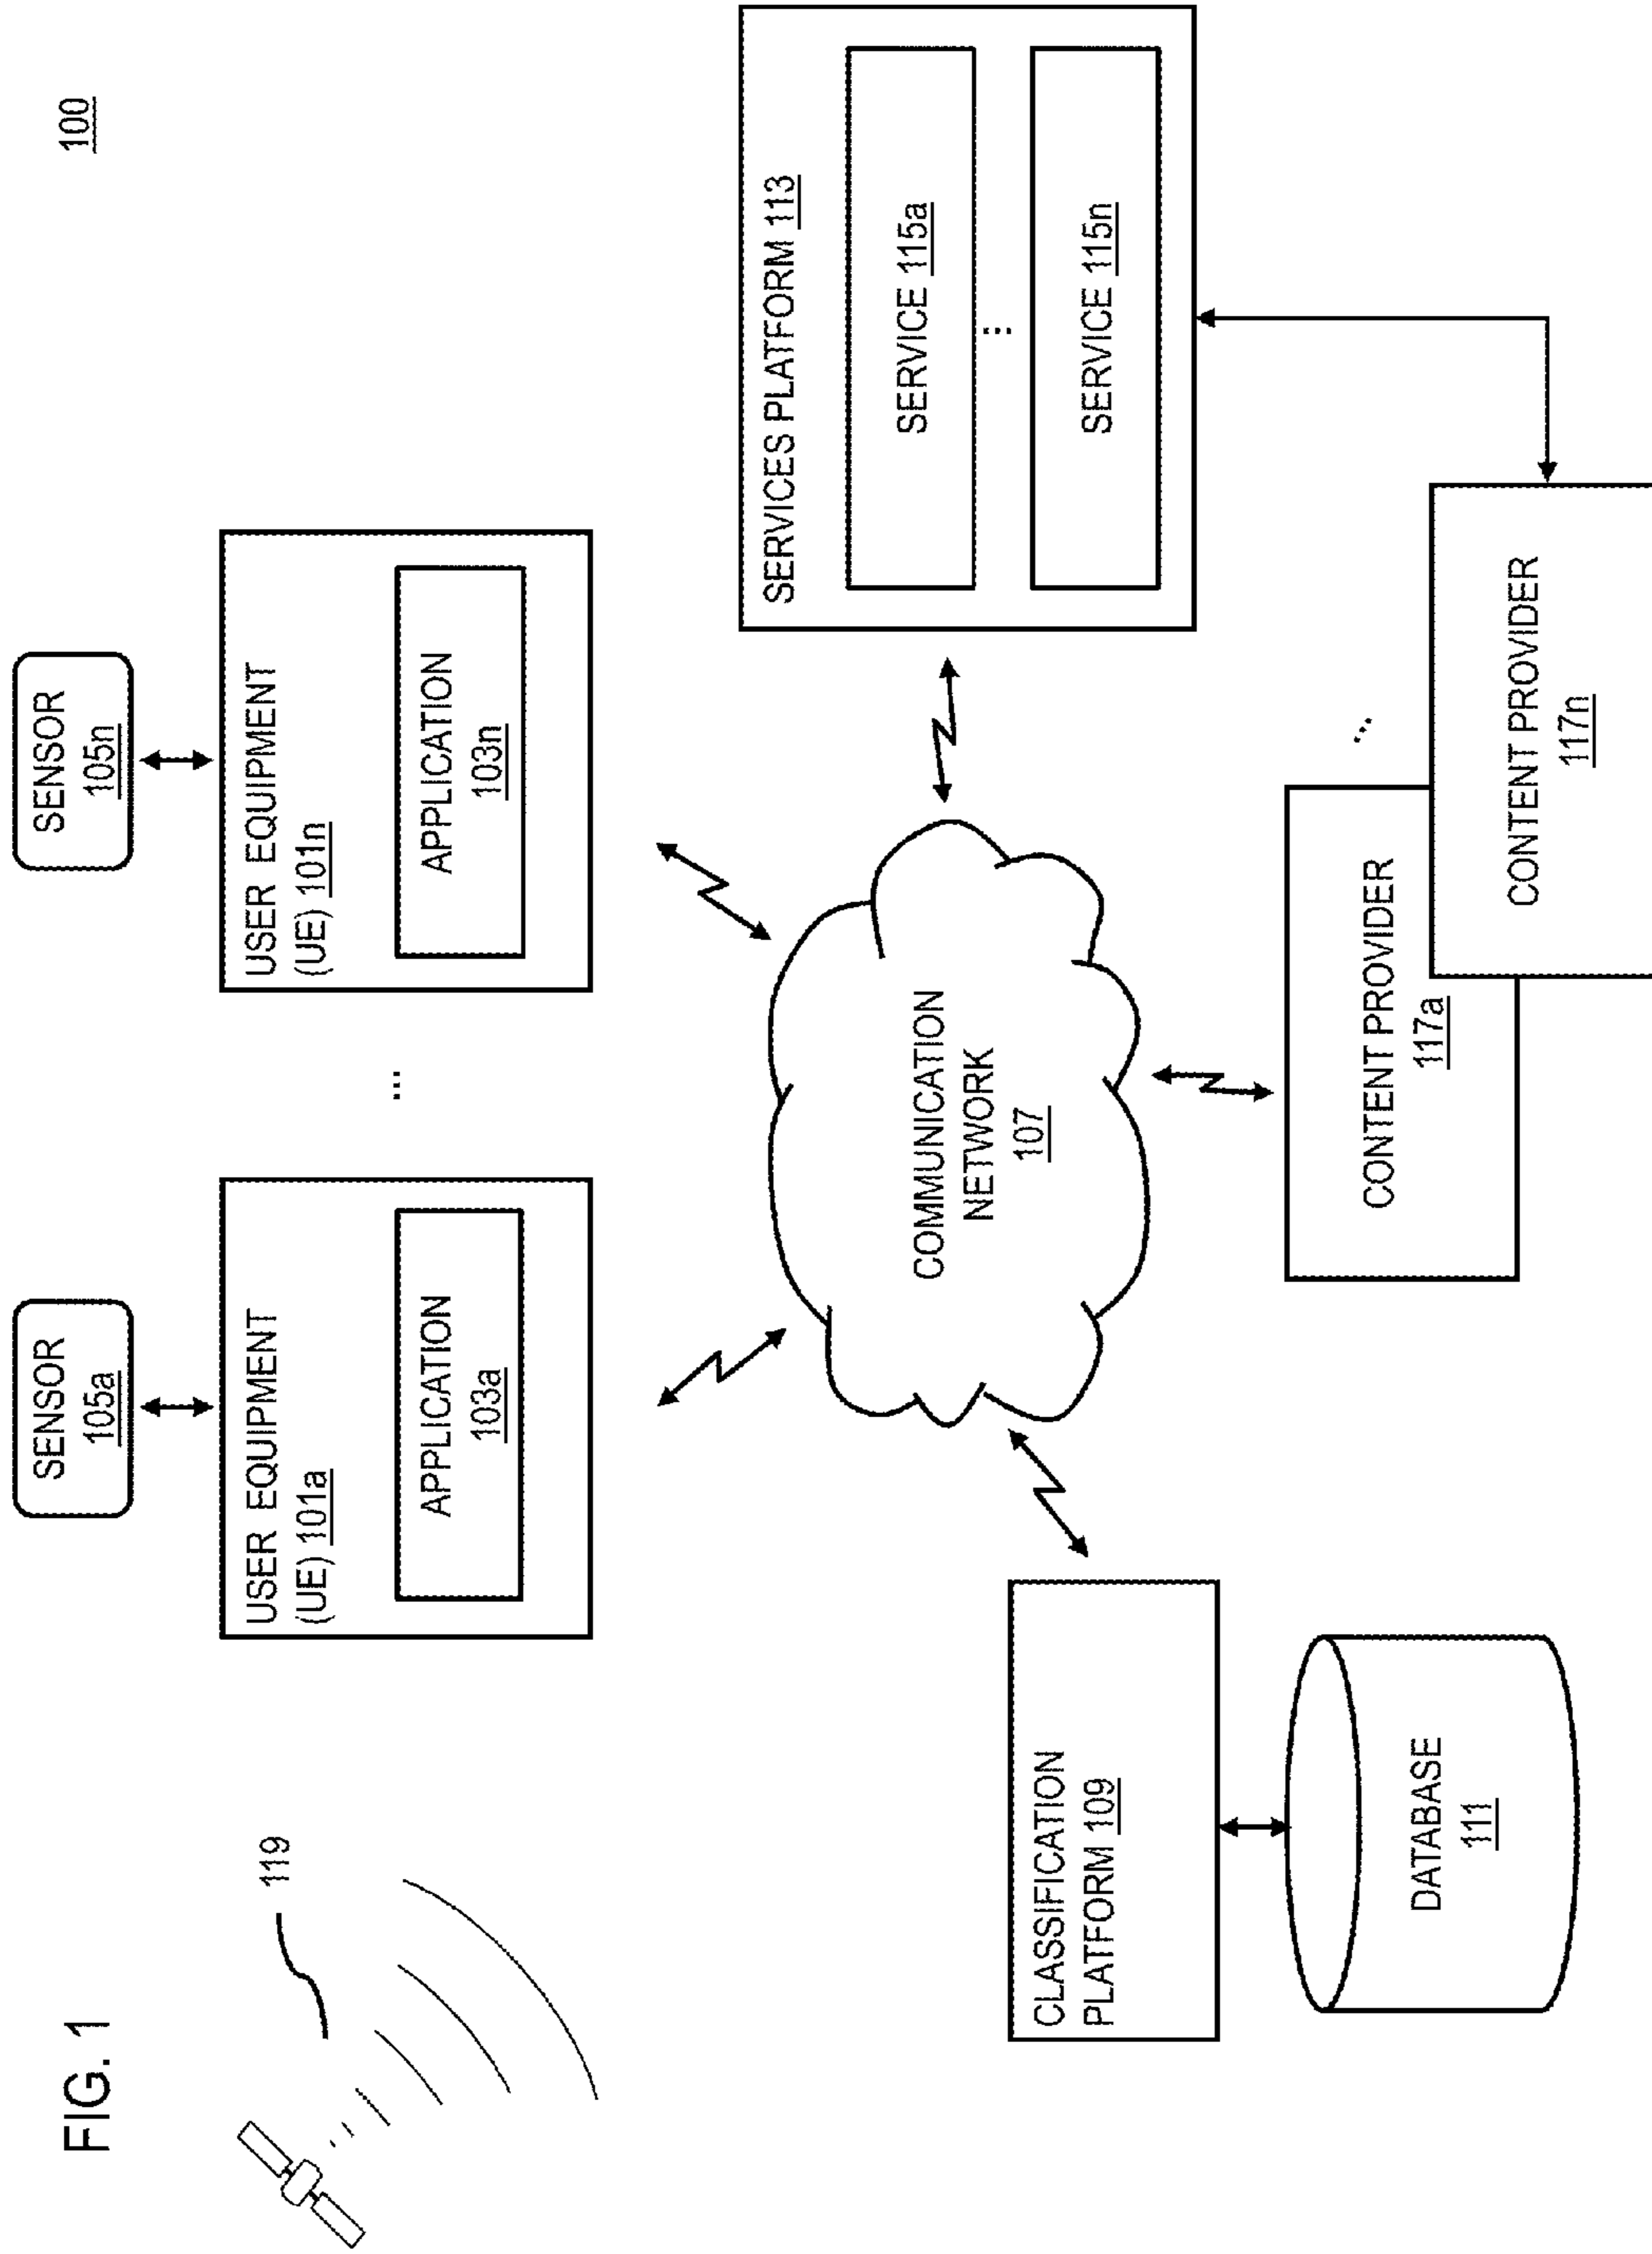 FIG. 1
100
119
SENSOR
105a
SENSOR
105n
USER EQUIPMENT
(UE) 101a
APPLICATION
103a
...
USER EQUIPMENT
(UE) 101n
APPLICATION
103n
COMMUNICATION
NETWORK
107
SERVICES PLATFORM 113
SERVICE 115a
...
SERVICE 115n
CLASSIFICATION
PLATFORM 109
DATABASE
111
CONTENT PROVIDER
117a
...
CONTENT PROVIDER
117n